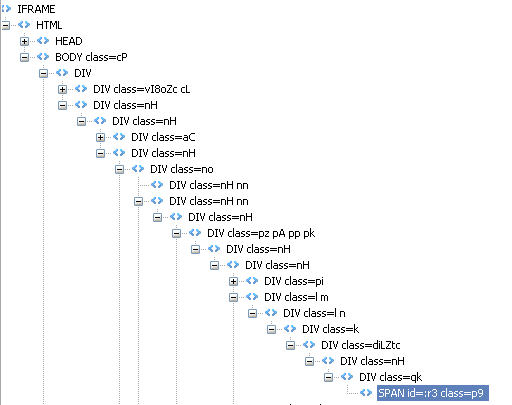 IFRAME
HTML
HEAD
BODY class=cP
DIV
DIV class=vI8oZc cL
DIV class=nH
DIV class=nH
DIV class=aC
DIV class=nH
DIV class=no
DIV class=nH nn
DIV class=nH nn
DIV class=nH
DIV class=pz pA pp pk
DIV class=nH
DIV class=nH
DIV class=pi
DIV class=l m
DIV class=l n
DIV class=k
DIV class=diLZtc
DIV class=nH
DIV class=qk
SPAN id=:r3 class=p9